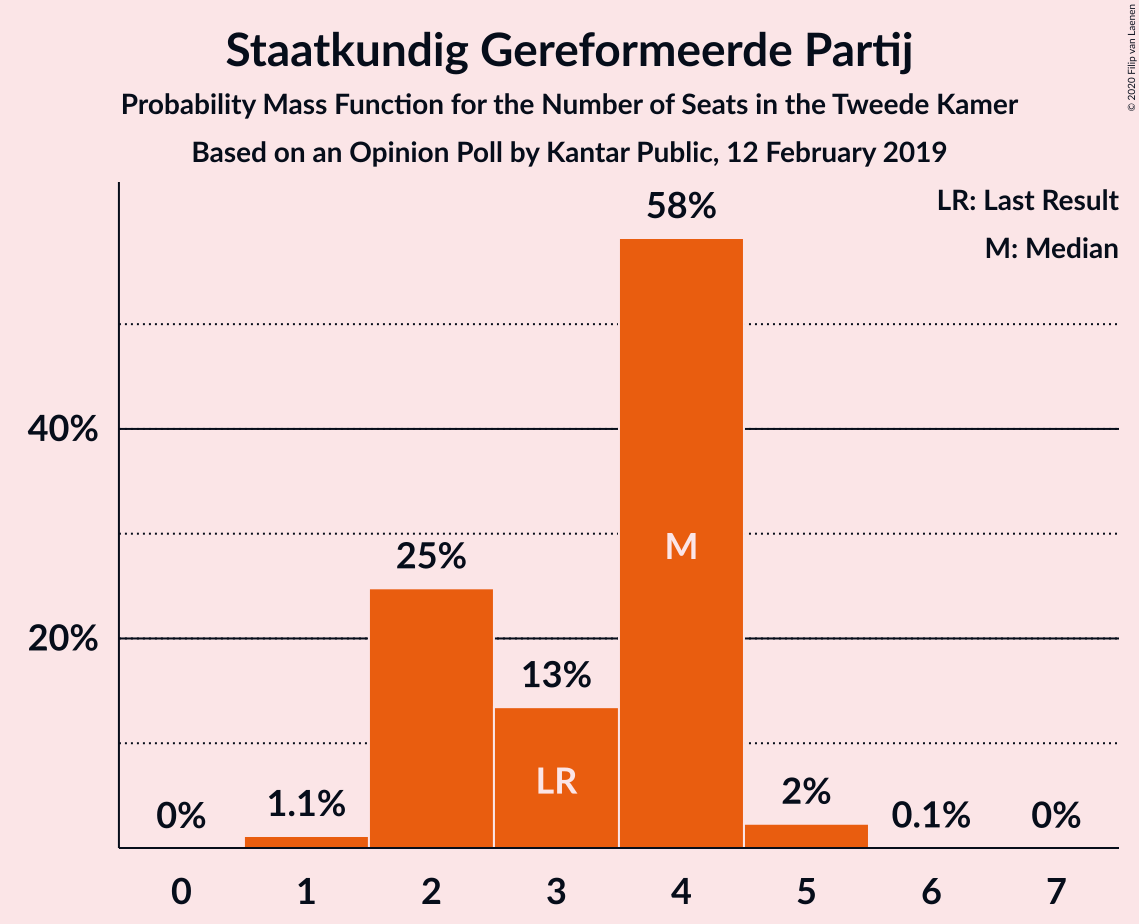 Staatkundig Gereformeerde Partij
Probability Mass Function for the Number of Seats in the Tweede Kamer
Based on an Opinion Poll by Kantar Public, 12 February 2019
© 2020 Filip van Laenen
LR: Last Result
M: Median
58%
40%
M
25%
20%
13%
LR
0%
1.1%
2%
0.1%
0%
0 1 2 3 4 5 6 7